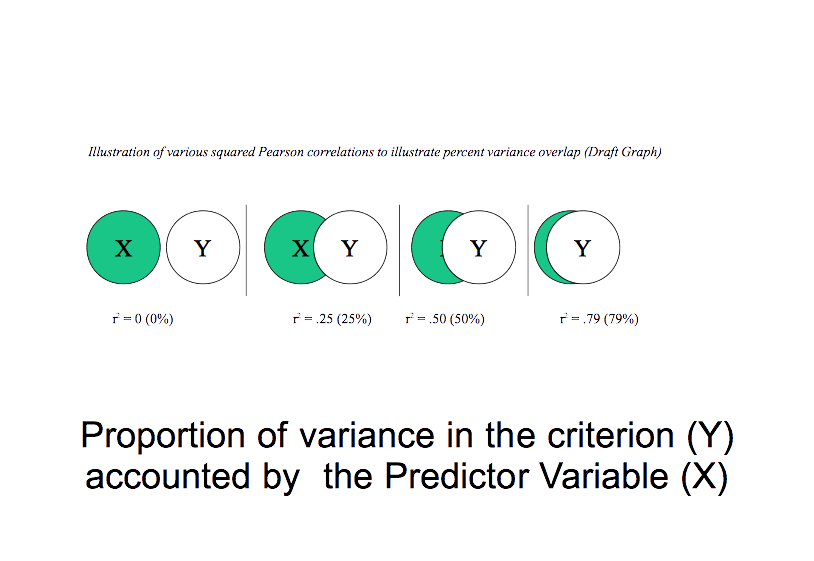 Illustration of various squared Pearson correlations to illustrate percent variance overlap (Draft Graph)
X Y X Y Y Y
r² = 0 (0%) r² = .25 (25%) r² = .50 (50%) r² = .79 (79%)
Proportion of variance in the criterion (Y)
accounted by the Predictor Variable (X)